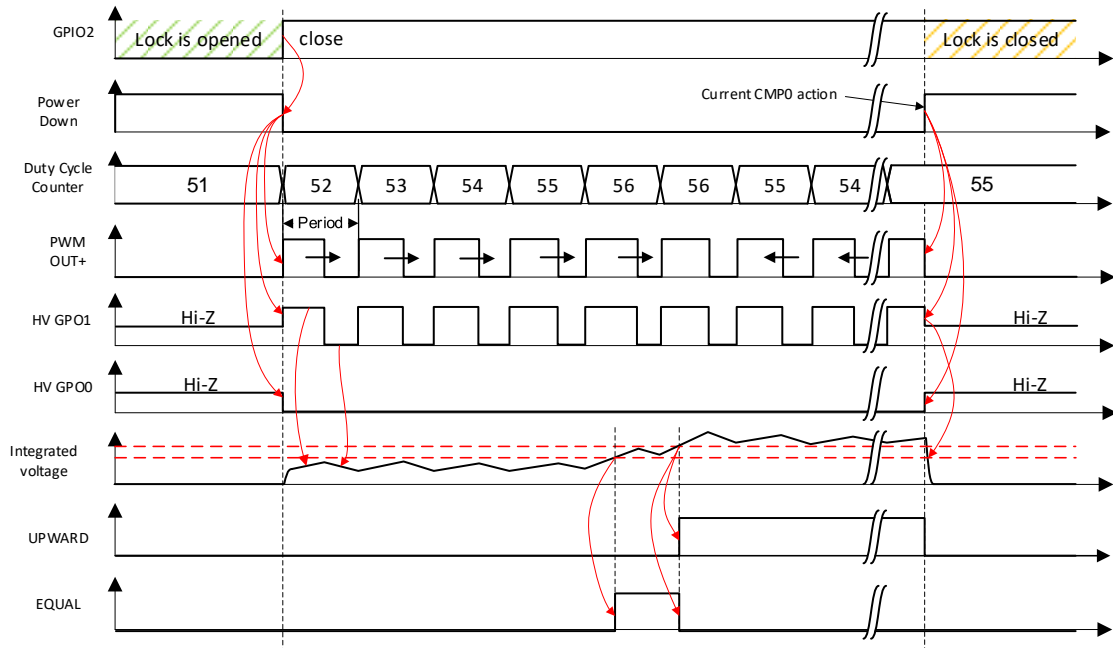 GPIO2
Lock is opened
close
Lock is closed
Power
Down
Current CMP0 action
Duty Cycle
Counter
51
52
53
54
55
56
56
55
54
55
Period
PWM
OUT+
HV GPO1
Hi-Z
Hi-Z
HV GPO0
Hi-Z
Hi-Z
Integrated
voltage
UPWARD
EQUAL